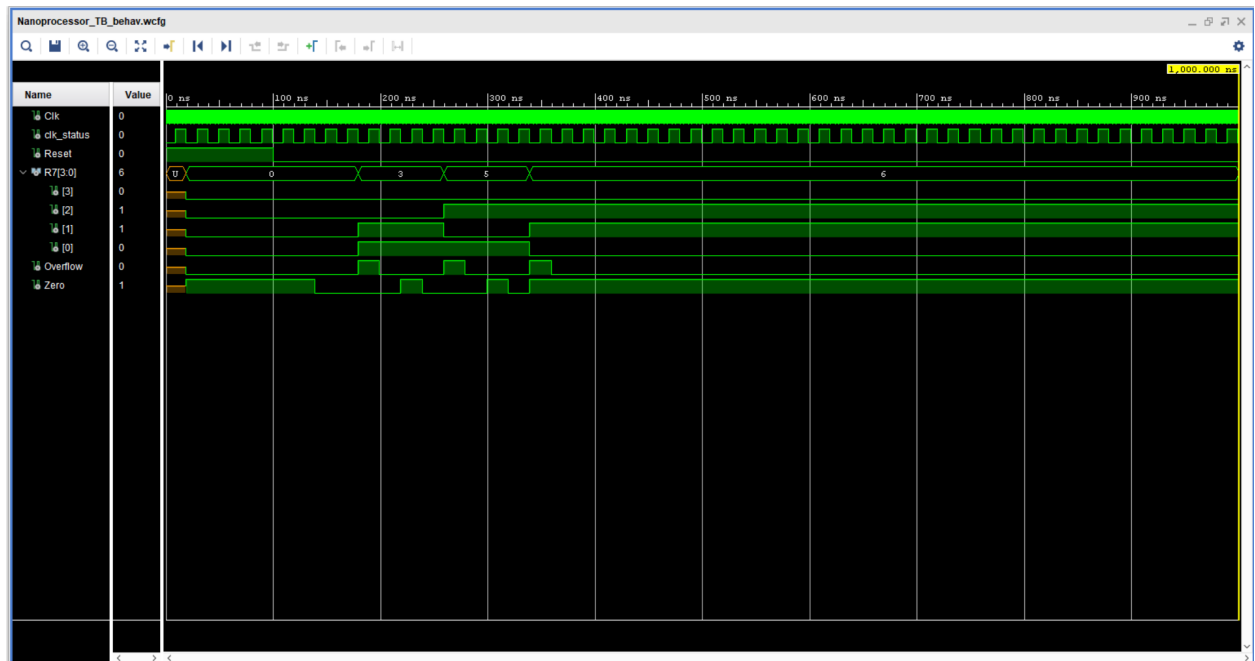 Nanoprocessor_TB_behav.wcfg
1,000.000 ns
Name Value 0 ns 100 ns 200 ns 300 ns 400 ns 500 ns 600 ns 700 ns 800 ns 900 ns
Clk 0
clk_status 0
Reset 0
R7[3:0] 6 U 0 3 5 6
[3] 0
[2] 1
[1] 1
[0] 0
Overflow 0
Zero 1